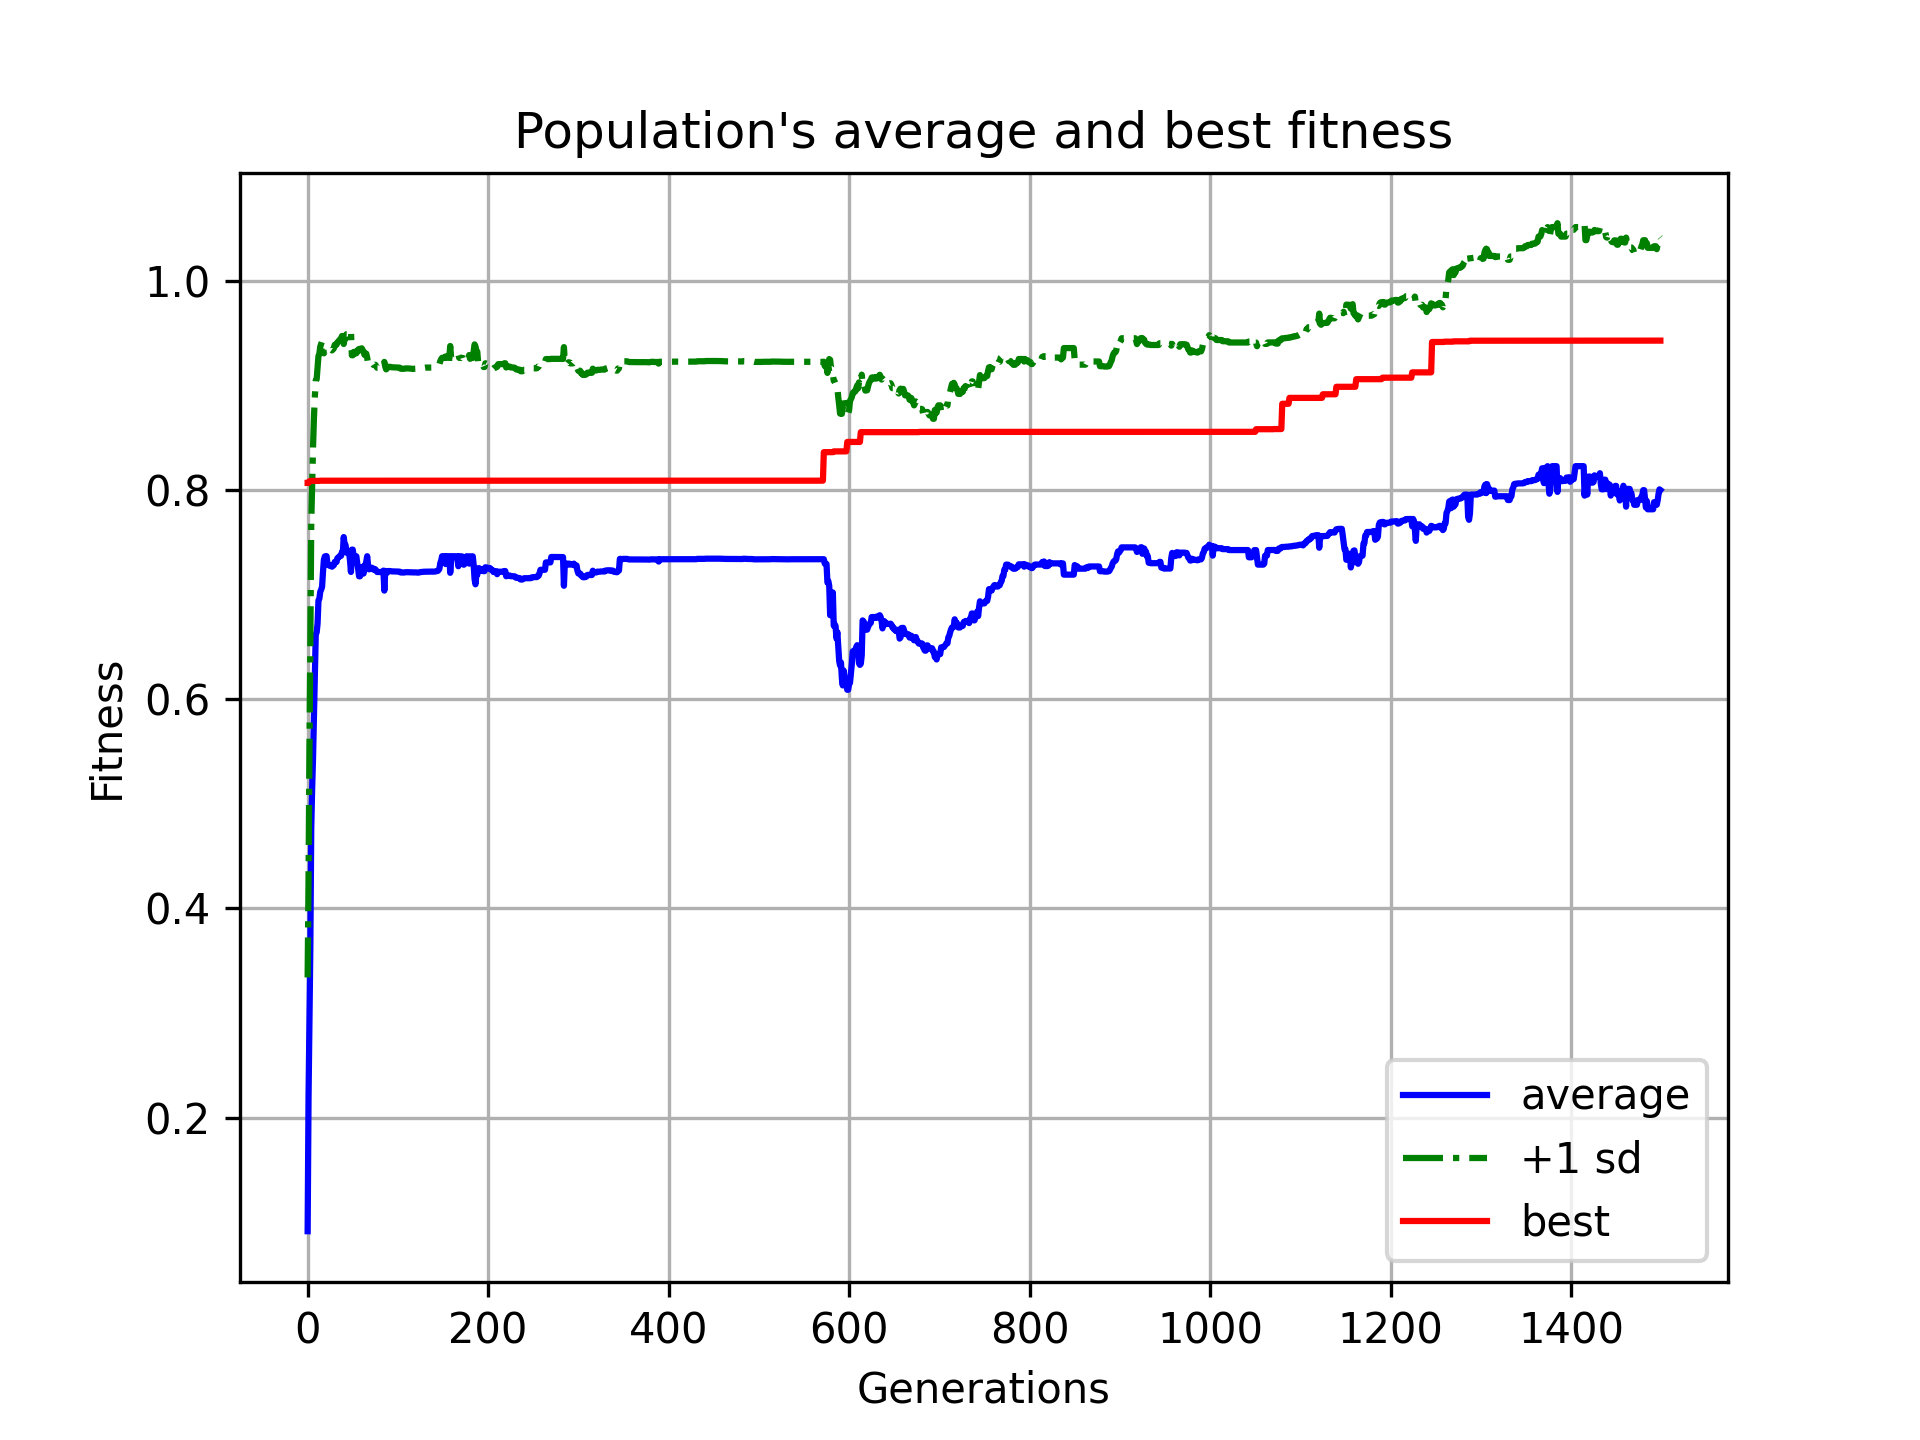 Population's average and best fitness
Fitness
1.0
0.8
0.6
0.4
0.2
0 200 400 600 800 1000 1200 1400
Generations
average
+1 sd
best